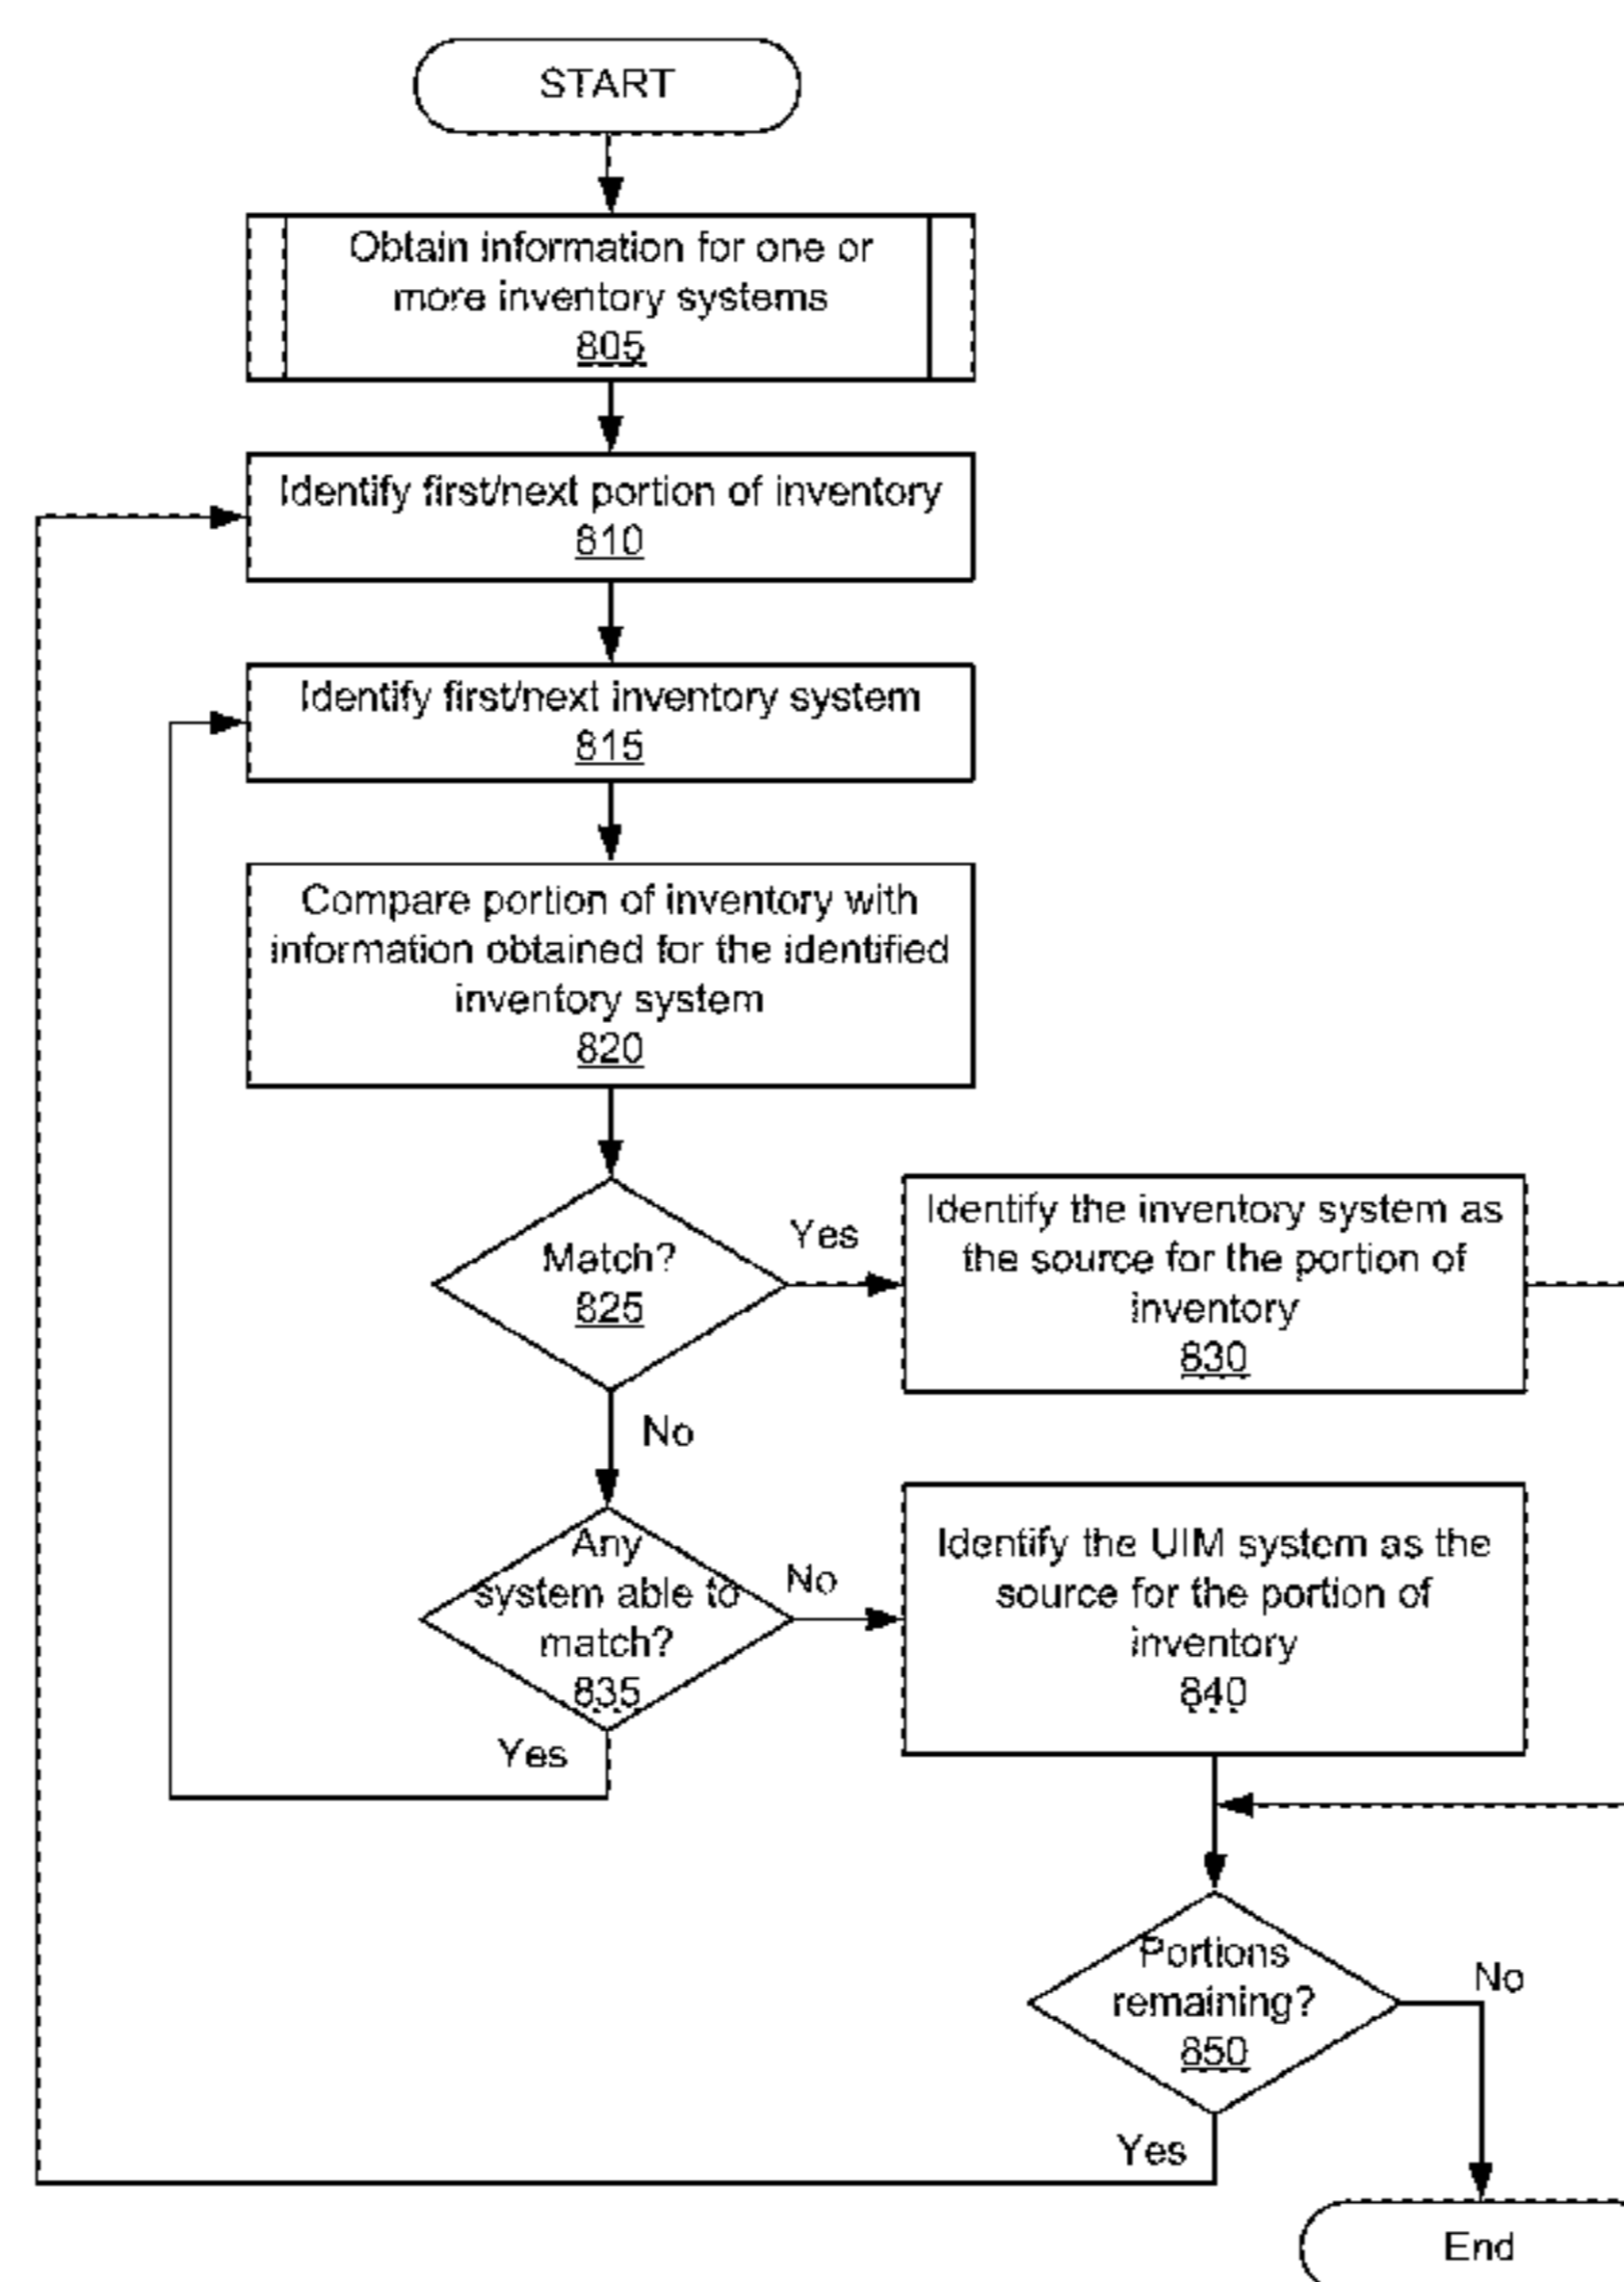 START
Obtain information for one or
more inventory systems
805
Identify first/next portion of inventory
810
Identify first/next inventory system
815
Compare portion of inventory with
information obtained for the identified
inventory system
820
Match?
825
Yes
Identify the inventory system as
the source for the portion of
inventory
830
No
Any
system able to
match?
835
No
Identify the UIM system as the
source for the portion of
inventory
840
Yes
Portions
remaining?
850
No
Yes
End